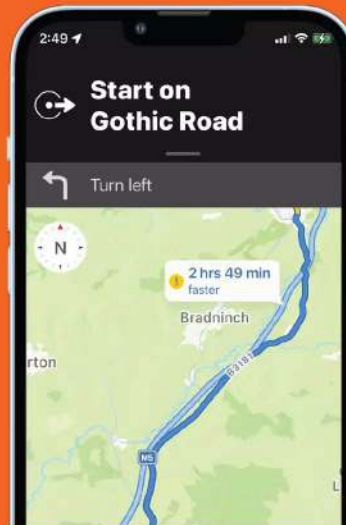 2:49
Start on
Gothic Road
Turn left
N
2 hrs 49 min
faster
Bradninch
rton
B3181
M5
L